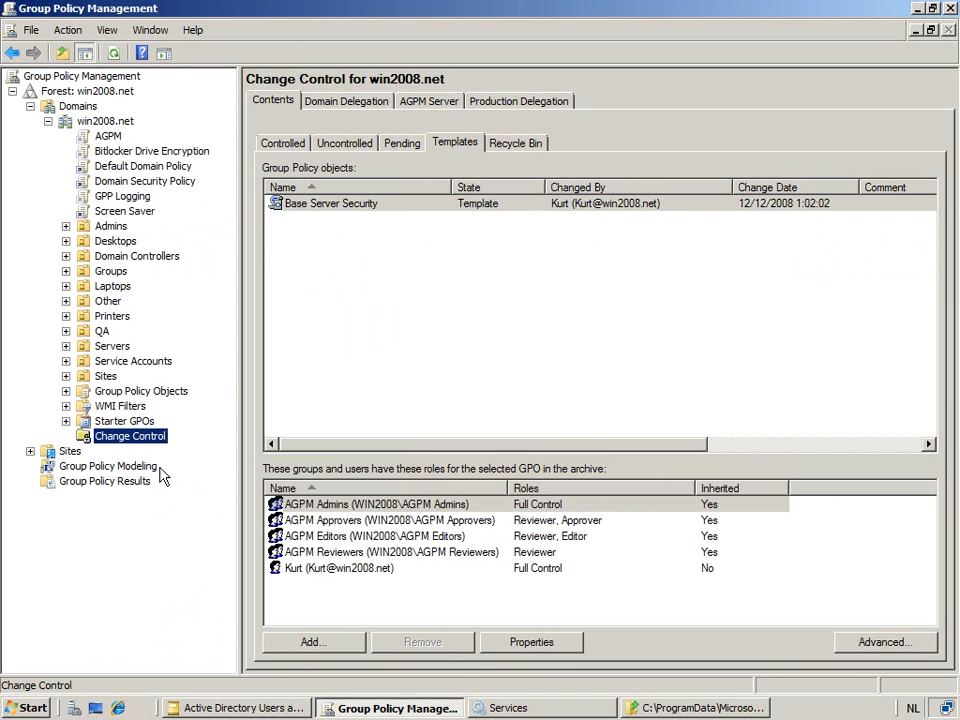 Group Policy Management
File Action View Window Help
Group Policy Management
Forest: win2008.net
Domains
win2008.net
AGPM
Bitlocker Drive Encryption
Default Domain Policy
Domain Security Policy
GPP Logging
Screen Saver
Admins
Desktops
Domain Controllers
Groups
Laptops
Other
Printers
QA
Servers
Service Accounts
Sites
Group Policy Objects
WMI Filters
Starter GPOs
Change Control
Sites
Group Policy Modeling
Group Policy Results
Change Control for win2008.net
Contents Domain Delegation AGPM Server Production Delegation
Controlled Uncontrolled Pending Templates Recycle Bin
Group Policy objects:
Name State Changed By Change Date Comment
Base Server Security Template Kurt (Kurt@win2008.net) 12/12/2008 1:02:02
These groups and users have these roles for the selected GPO in the archive:
Name Roles Inherited
AGPM Admins (WIN2008\AGPM Admins) Full Control Yes
AGPM Approvers (WIN2008\AGPM Approvers) Reviewer, Approver Yes
AGPM Editors (WIN2008\AGPM Editors) Reviewer, Editor Yes
AGPM Reviewers (WIN2008\AGPM Reviewers) Reviewer Yes
Kurt (Kurt@win2008.net) Full Control No
Add... Remove Properties Advanced...
Change Control
Start Active Directory Users a... Group Policy Manage... Services C:\ProgramData\Microso... NL